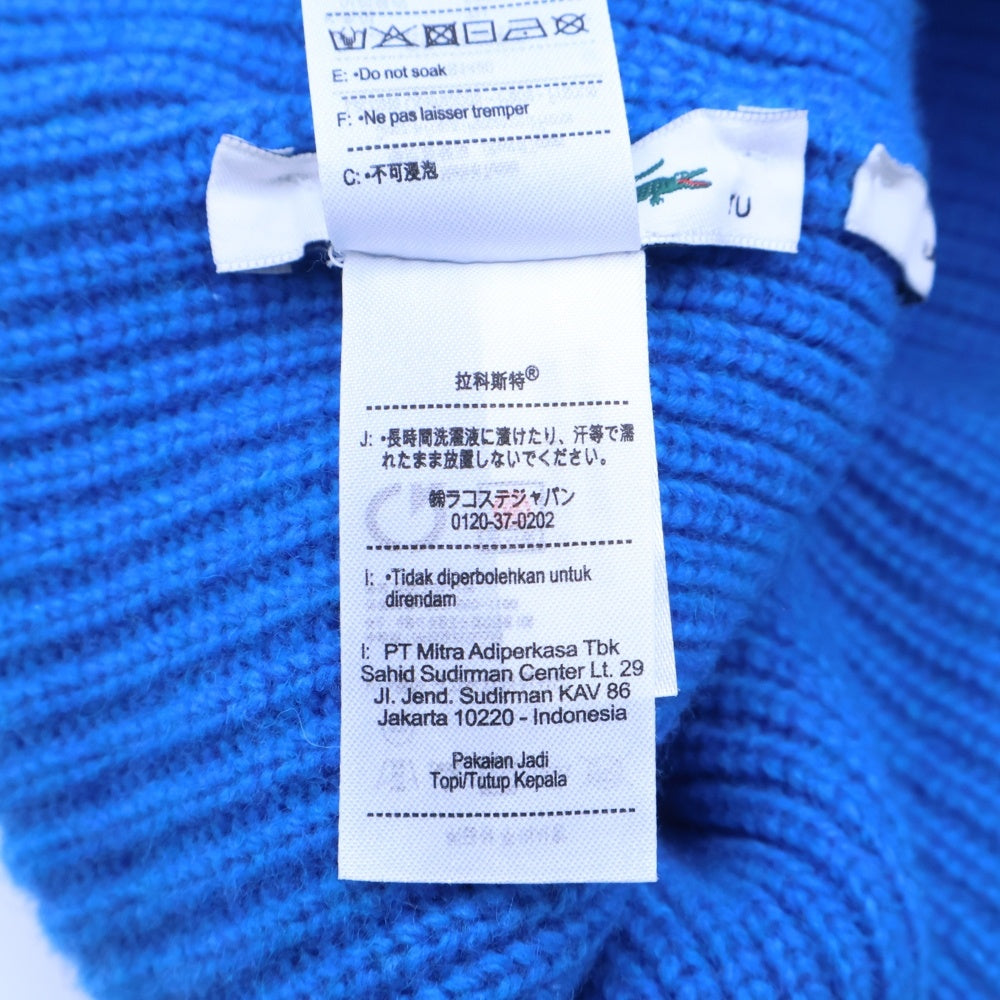 E: •Do not soak
F: •Ne pas laisser tremper
C: •不可浸泡
TU
拉科斯特®
J: •長時間洗濯液に漬けたり、汗等で濡
れたまま放置しないでください。
㈱ラコステジャパン
0120-37-0202
I: •Tidak diperbolehkan untuk
direndam
I: PT Mitra Adiperkasa Tbk
Sahid Sudirman Center Lt. 29
Jl. Jend. Sudirman KAV 86
Jakarta 10220 - Indonesia
Pakaian Jadi
Topi/Tutup Kepala